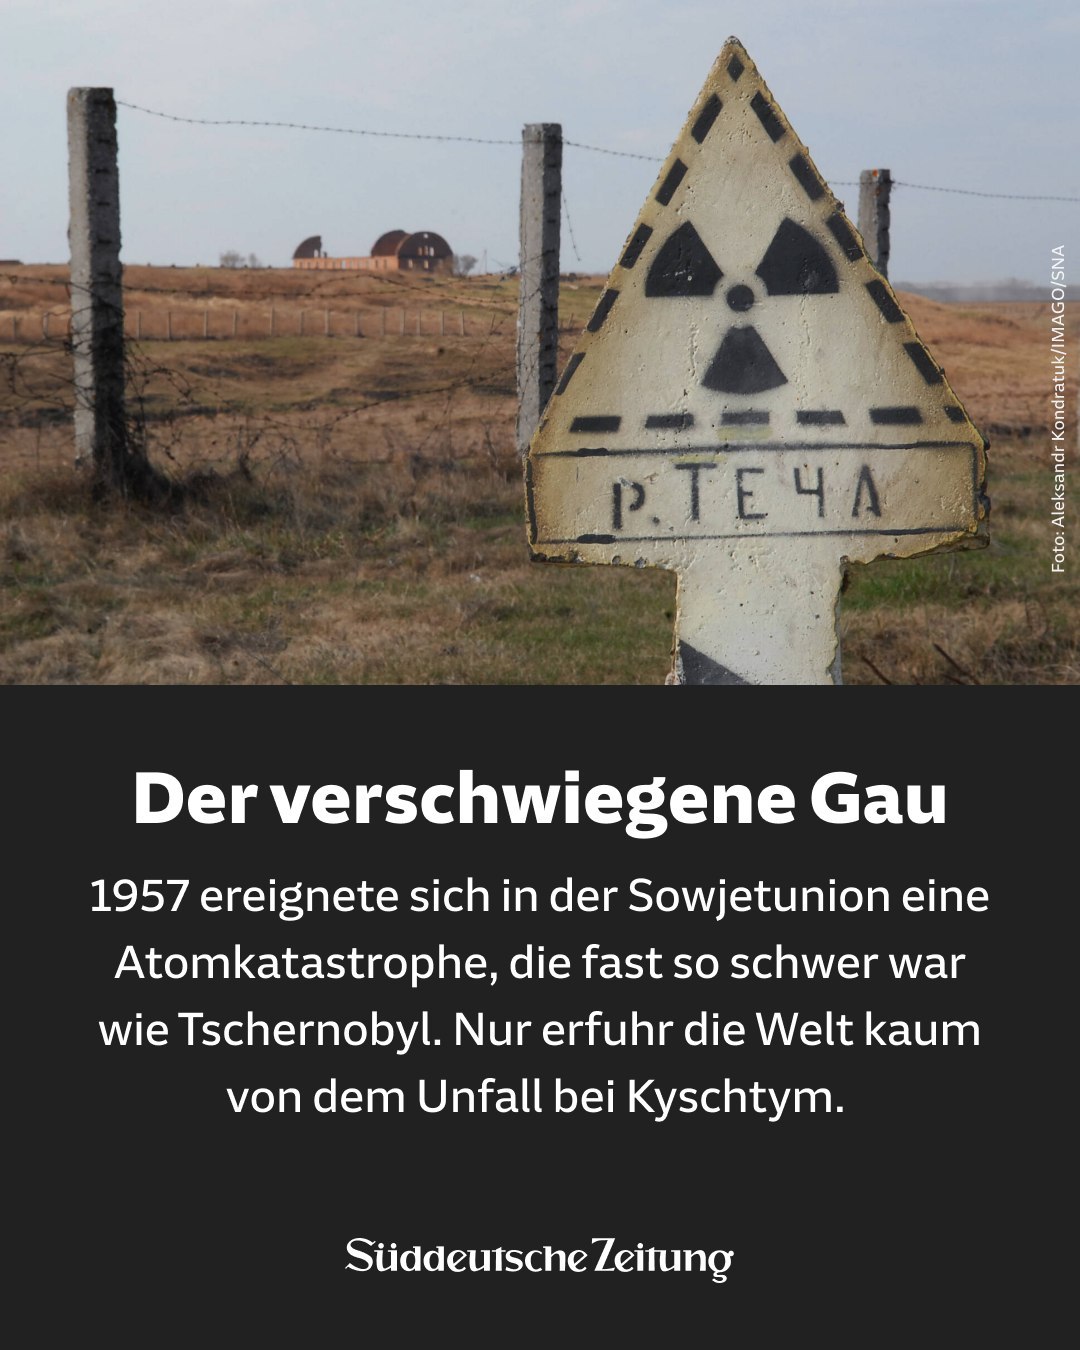 р. ТЕЧА
Foto: Aleksandr Kondratuk/IMAGO/SNA
Der verschwiegene Gau
1957 ereignete sich in der Sowjetunion eine
Atomkatastrophe, die fast so schwer war
wie Tschernobyl. Nur erfuhr die Welt kaum
von dem Unfall bei Kyschtym.
Süddeutsche Zeitung